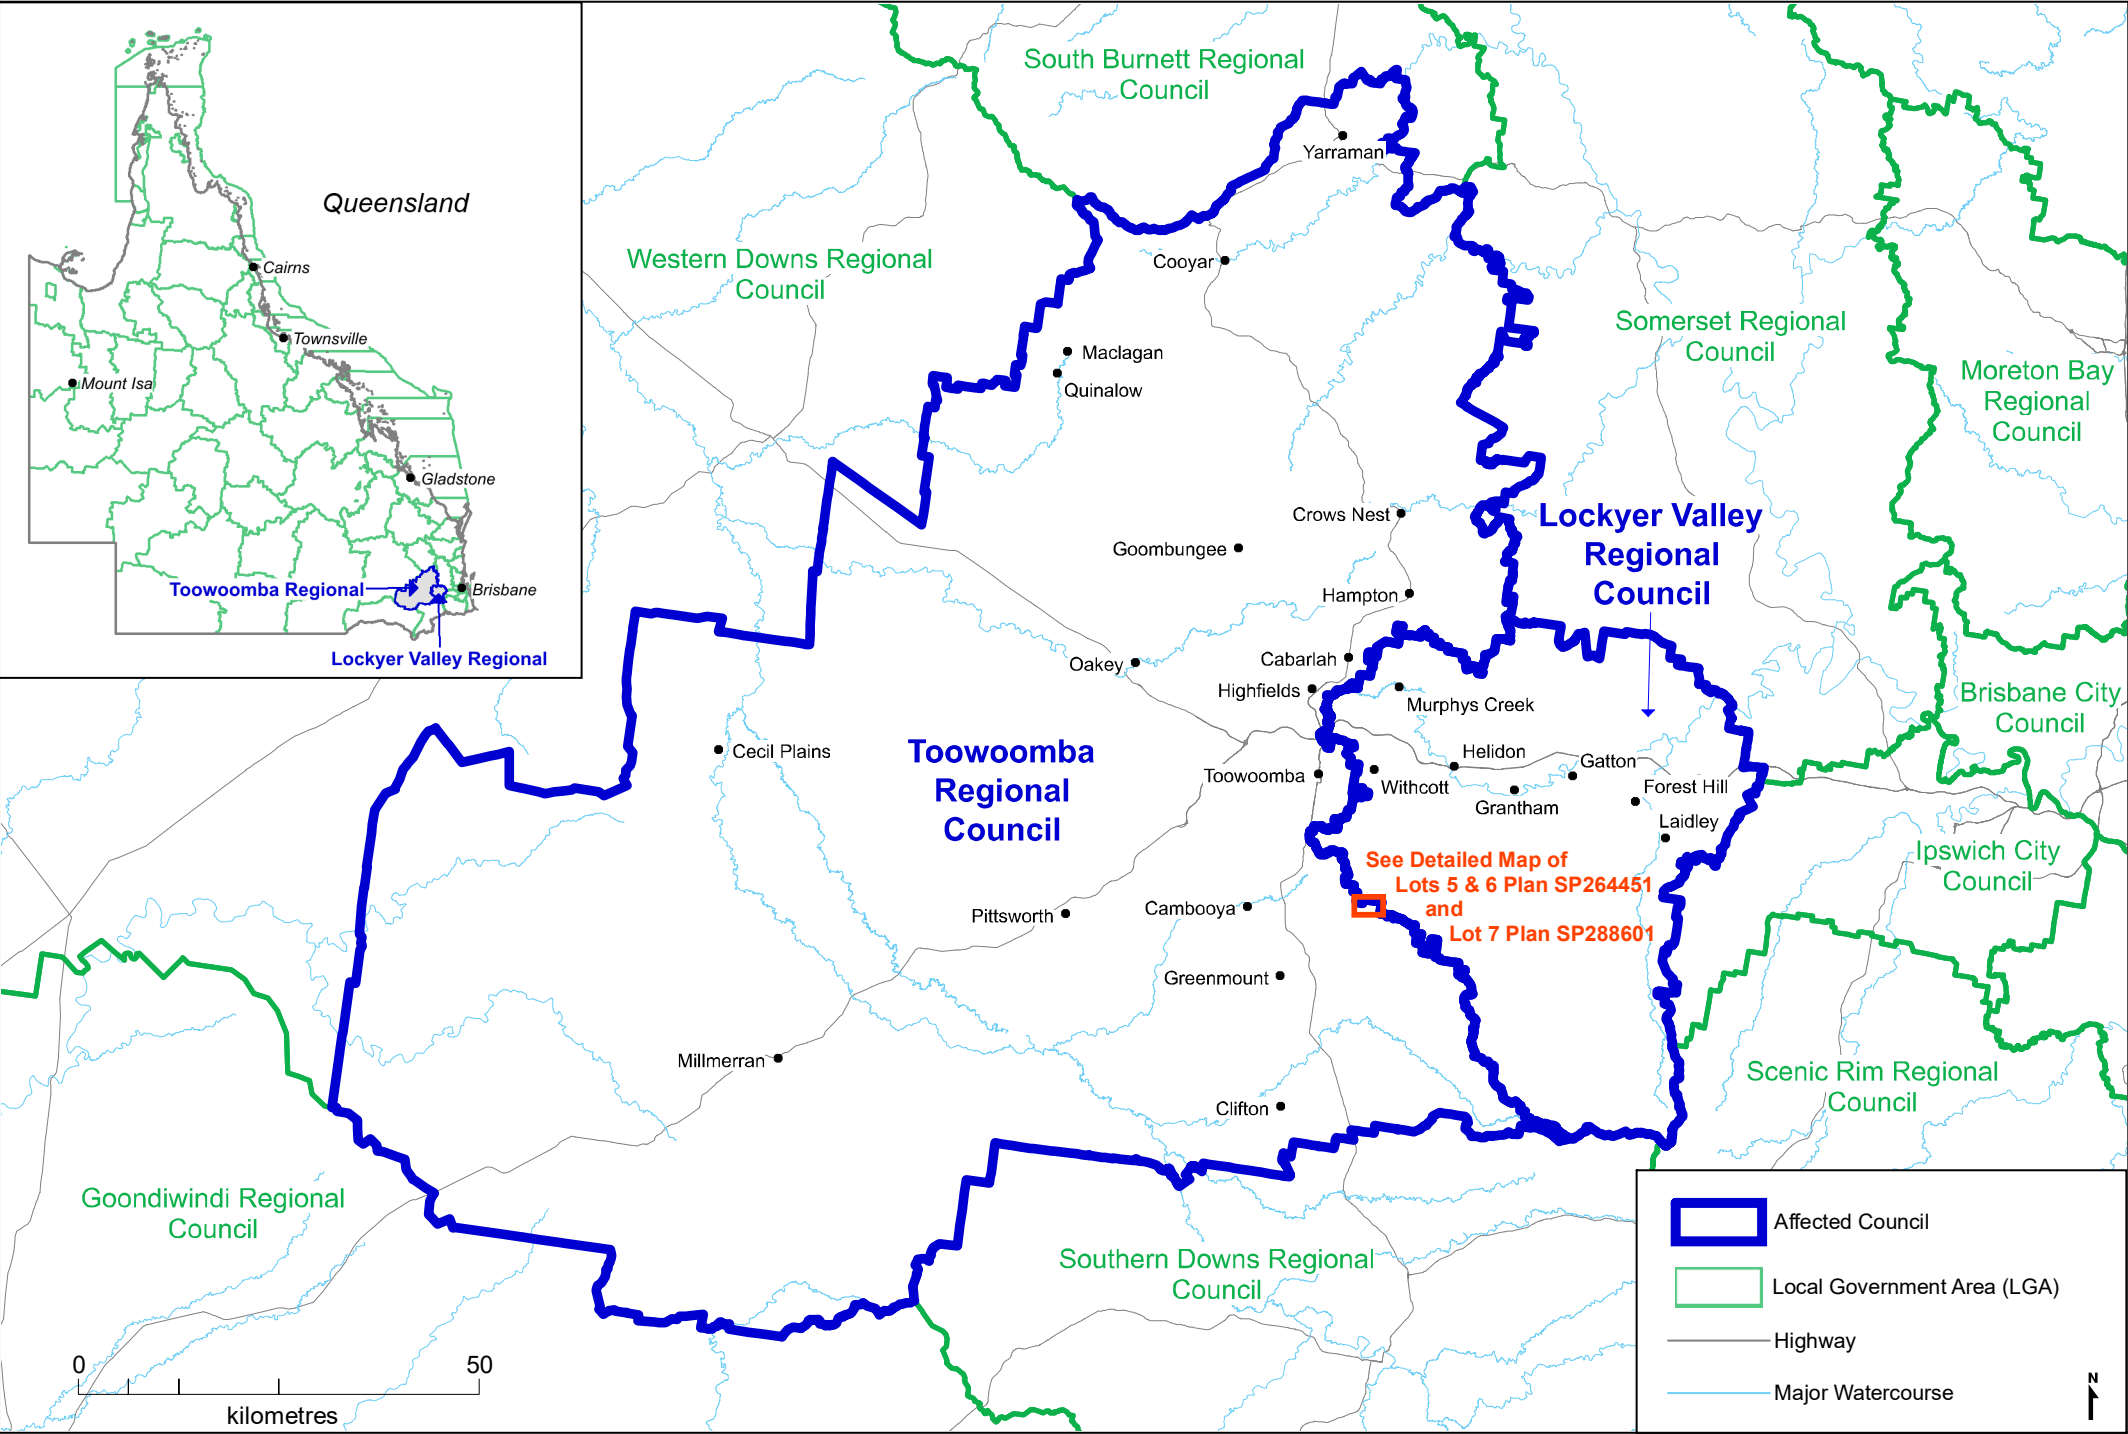 Queensland
Cairns
Townsville
Mount Isa
Gladstone
Toowoomba Regional
Brisbane
Lockyer Valley Regional
South Burnett Regional
Council
Yarraman
Western Downs Regional
Council
Cooyar
Somerset Regional
Council
Maclagan
Quinalow
Moreton Bay
Regional
Council
Crows Nest
Goombungee
Lockyer Valley
Regional
Council
Hampton
Oakey
Cabarlah
Highfields
Murphys Creek
Brisbane City
Council
Cecil Plains
Toowoomba
Regional
Council
Toowoomba
Helidon
Withcott
Gatton
Grantham
Forest Hill
Laidley
Ipswich City
Council
See Detailed Map of
Lots 5 & 6 Plan SP264451
and
Lot 7 Plan SP288601
Pittsworth
Cambooya
Greenmount
Millmerran
Clifton
Scenic Rim Regional
Council
Goondiwindi Regional
Council
Southern Downs Regional
Council
Affected Council
Local Government Area (LGA)
Highway
Major Watercourse
N
0 50
kilometres